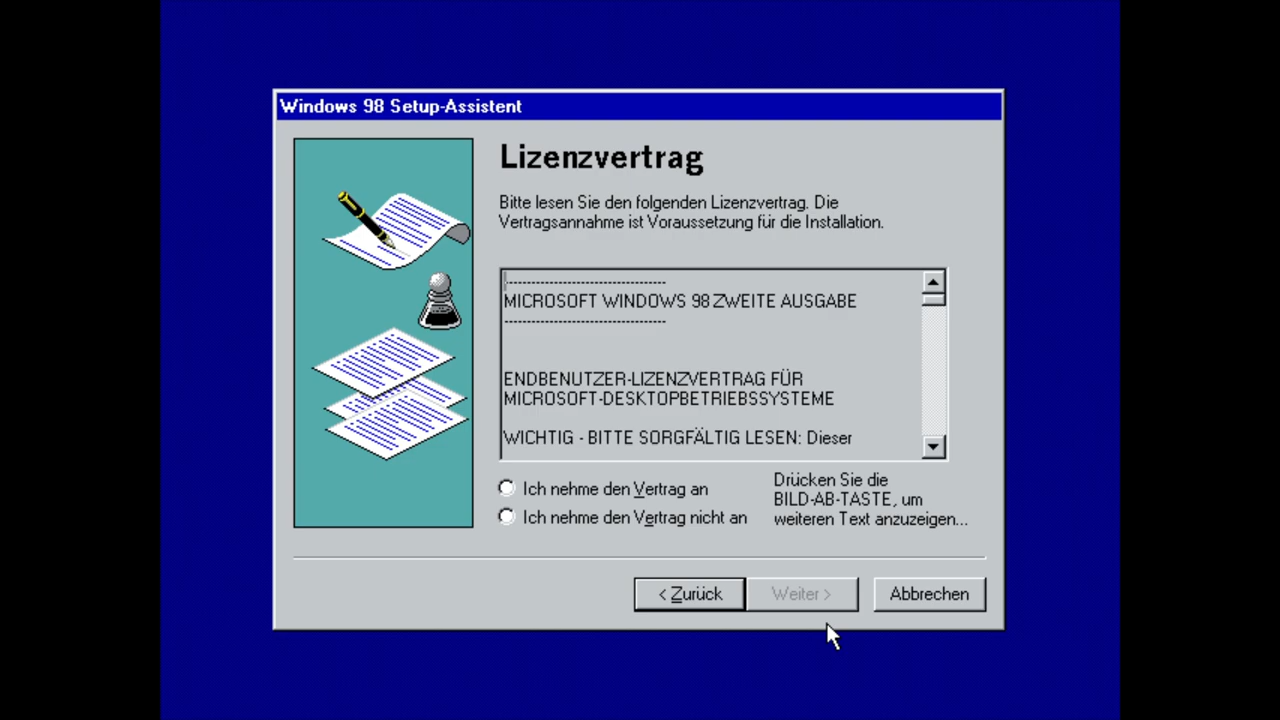 Windows 98 Setup-Assistent
Lizenzvertrag
Bitte lesen Sie den folgenden Lizenzvertrag. Die
Vertragsannahme ist Voraussetzung für die Installation.
-----------------------------------
MICROSOFT WINDOWS 98 ZWEITE AUSGABE
-----------------------------------
ENDBENUTZER-LIZENZVERTRAG FÜR
MICROSOFT-DESKTOPBETRIEBSSYSTEME
WICHTIG - BITTE SORGFÄLTIG LESEN: Dieser
Ich nehme den Vertrag an
Ich nehme den Vertrag nicht an
Drücken Sie die
BILD-AB-TASTE, um
weiteren Text anzuzeigen...
< Zurück
Weiter >
Abbrechen